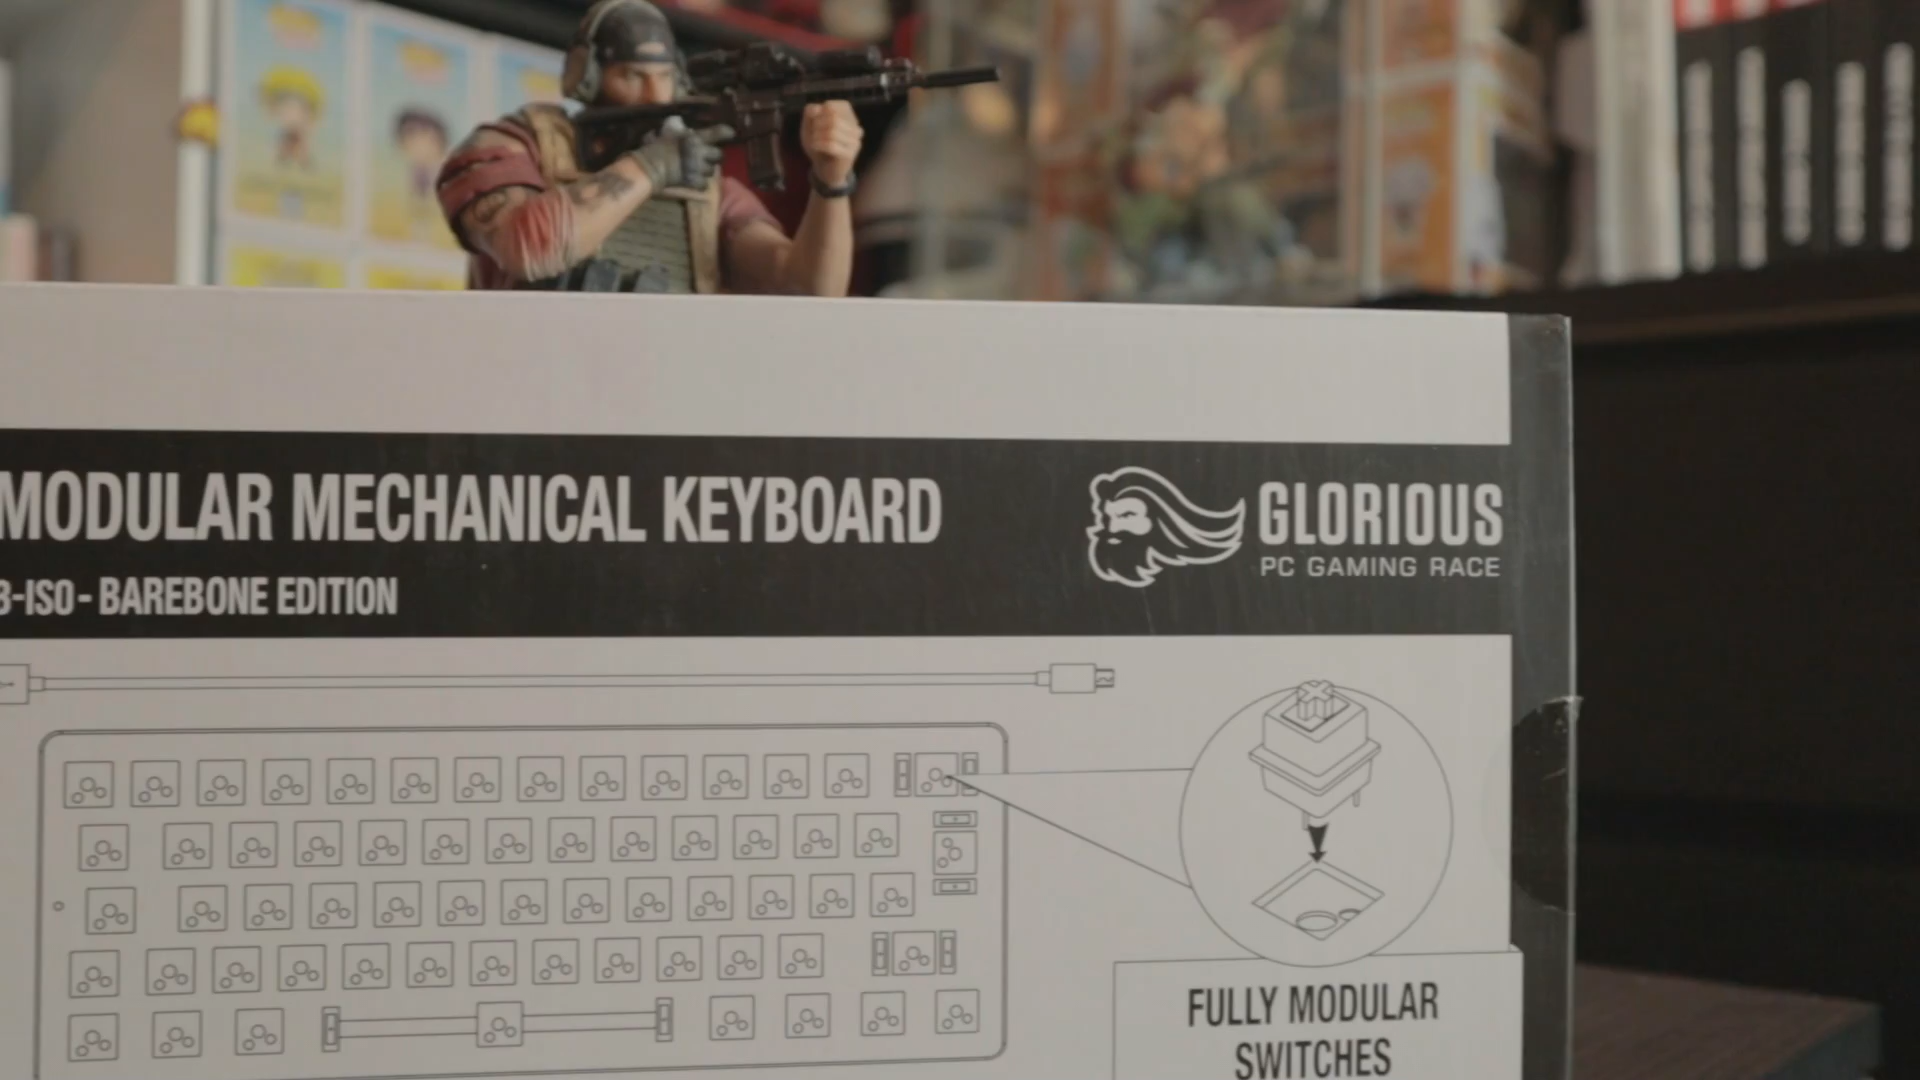 MODULAR MECHANICAL KEYBOARD
GLORIOUS
PC GAMING RACE
-ISO - BAREBONE EDITION
FULLY MODULAR
SWITCHES